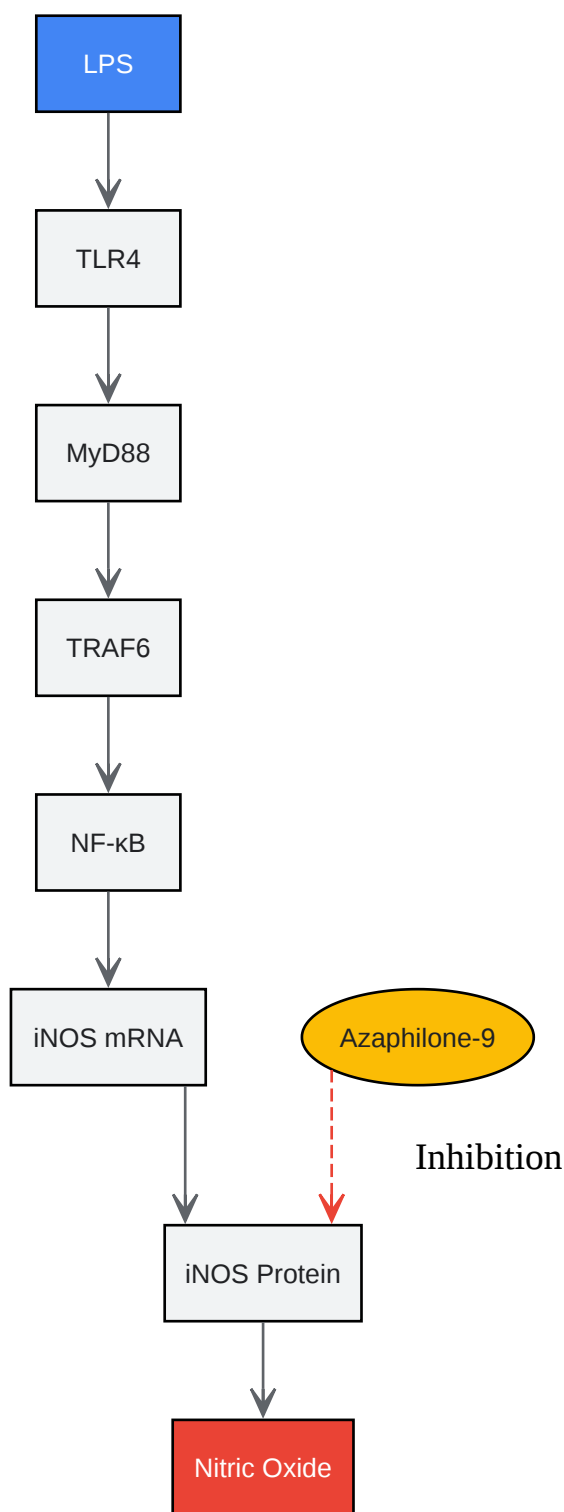 LPS
TLR4
MyD88
TRAF6
NF-κB
iNOS mRNA
Azaphilone-9
Inhibition
iNOS Protein
Nitric Oxide